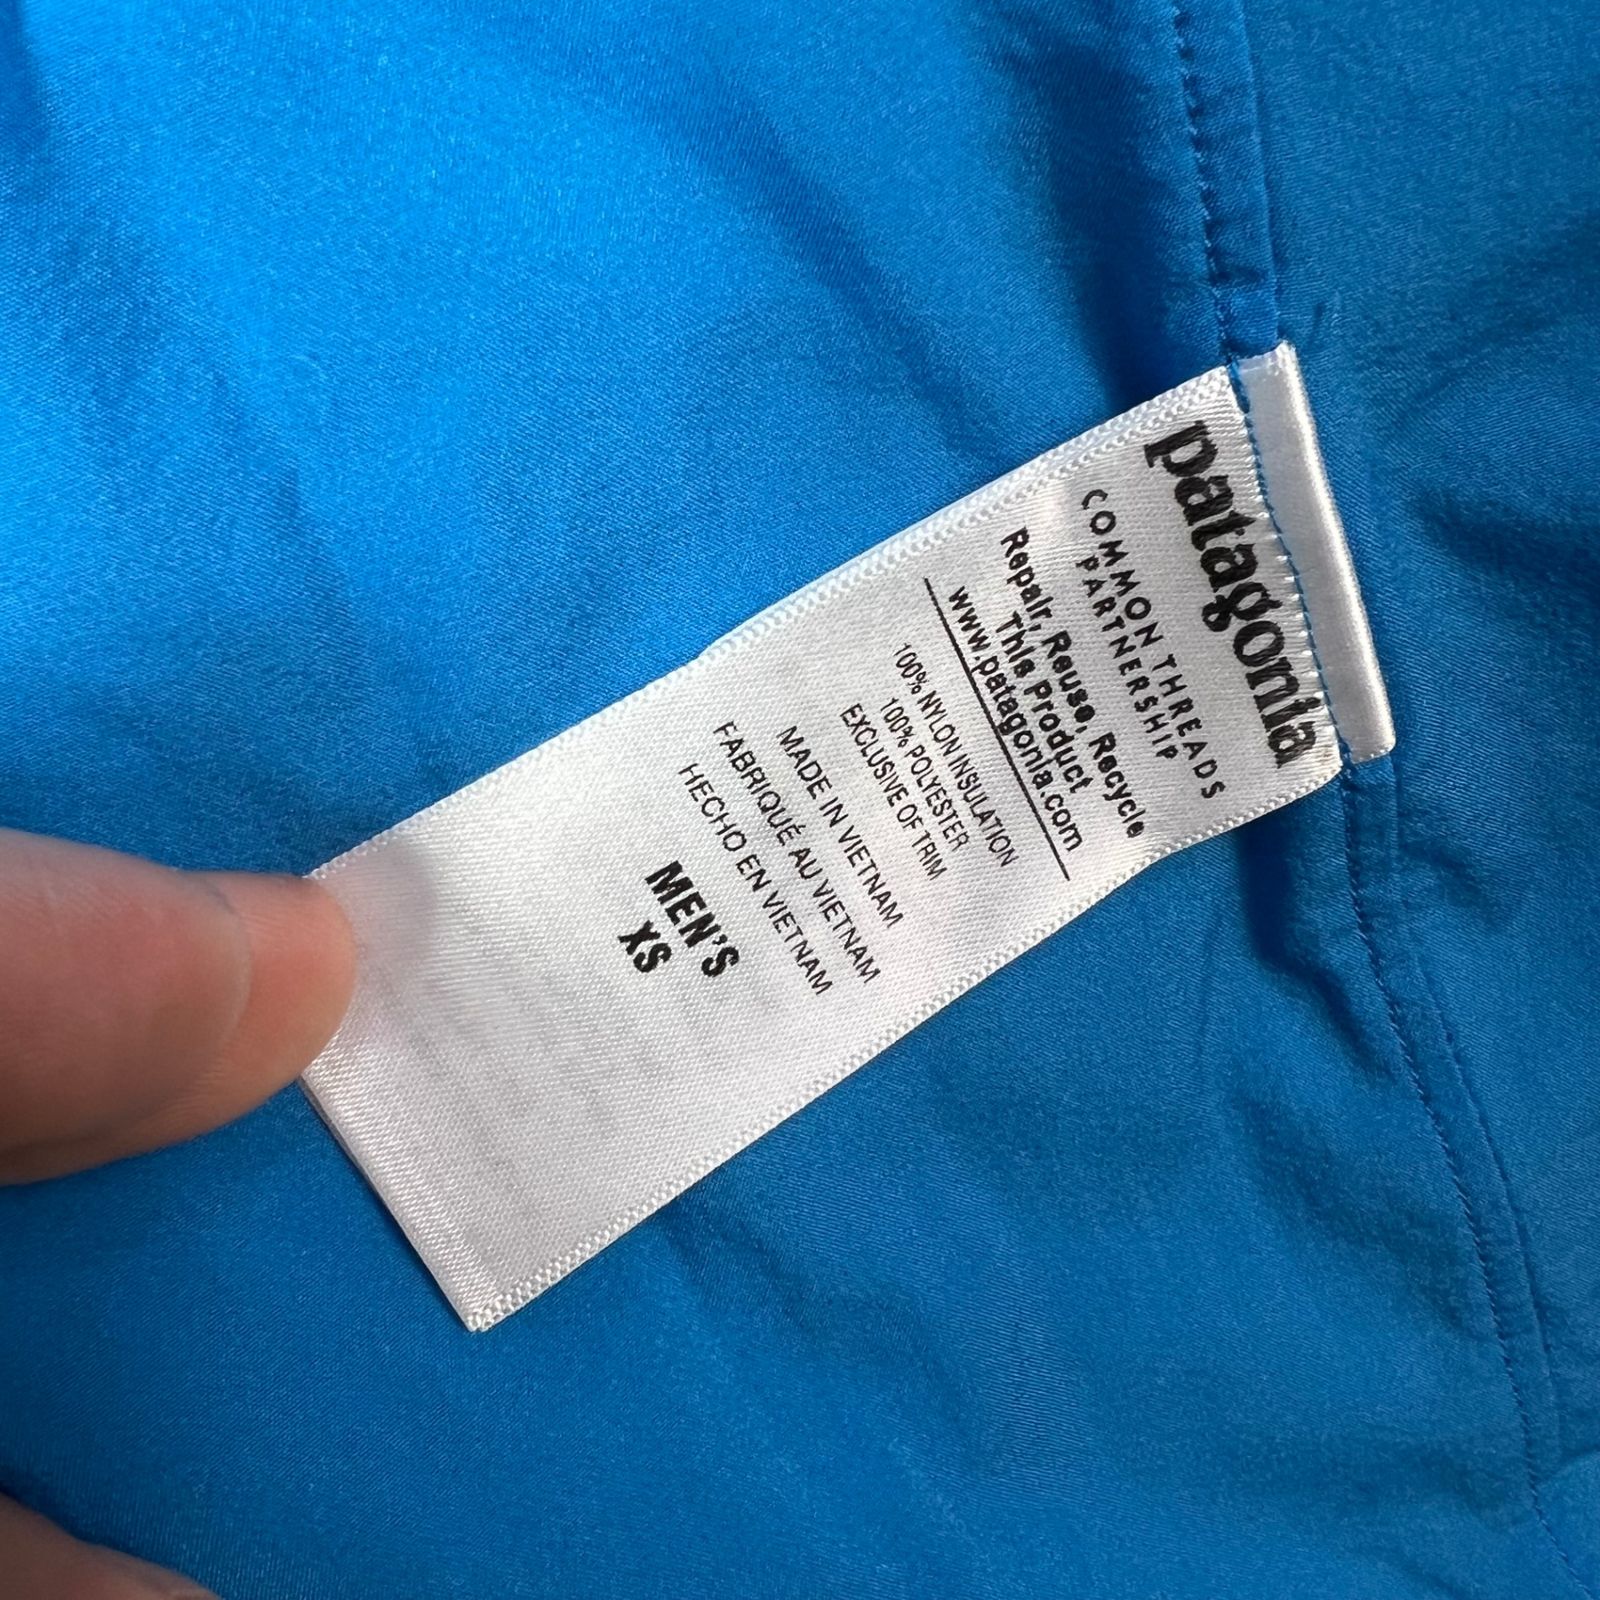 patagonia
COMMON THREADS
PARTNERSHIP
Repair, Reuse, Recycle
This Product
www.patagonia.com
100% NYLON INSULATION
100% POLYESTER
EXCLUSIVE OF TRIM
MADE IN VIETNAM
FABRIQUÉ AU VIETNAM
HECHO EN VIETNAM
MEN'S
XS